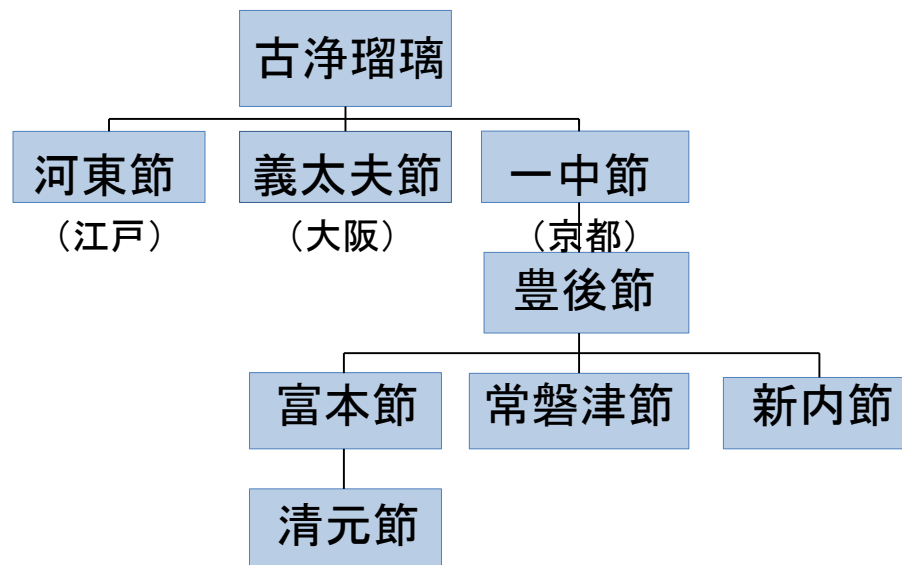 古浄瑠璃
河東節
義太夫節
一中節
（江戸）
（大阪）
（京都）
豊後節
富本節
常磐津節
新内節
清元節